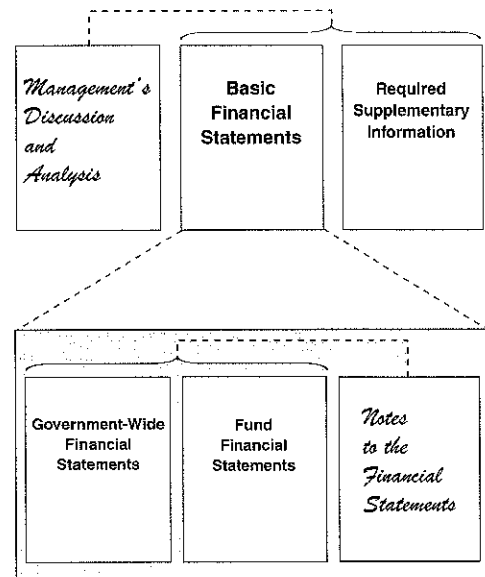 Management's
Discussion
and
Analysis
Basic
Financial
Statements
Required
Supplementary
Information
Government-Wide
Financial
Statements
Fund
Financial
Statements
Notes
to the
Financial
Statements